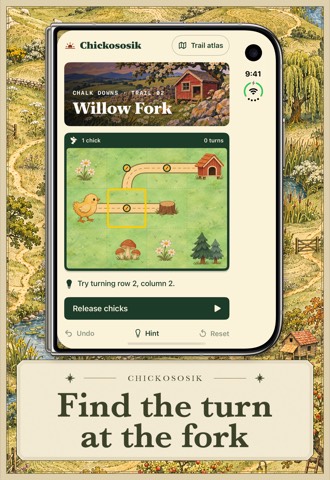 Chickososik
Trail atlas
9:41
CHALK DOWNS · TRAIL 02
Willow Fork
1 chick
0 turns
Try turning row 2, column 2.
Release chicks
Undo
Hint
Reset
CHICKOSOSIK
Find the turn
at the fork